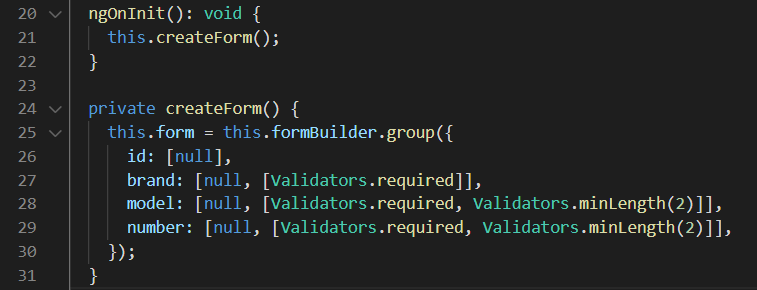 20 ngOnInit(): void {
21 this.createForm();
22 }
23
24 private createForm() {
25 this.form = this.formBuilder.group({
26 id: [null],
27 brand: [null, [Validators.required]],
28 model: [null, [Validators.required, Validators.minLength(2)]],
29 number: [null, [Validators.required, Validators.minLength(2)]],
30 });
31 }